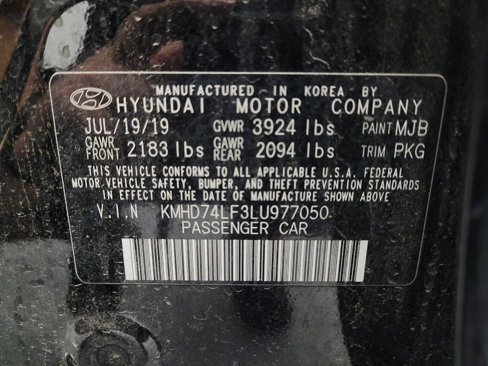 MANUFACTURED IN KOREA BY
HYUNDAI MOTOR COMPANY
JUL/19/19 GVWR 3924 lbs PAINT MJB
GAWR FRONT 2183 lbs GAWR REAR 2094 lbs TRIM PKG
THIS VEHICLE CONFORMS TO ALL APPLICABLE U.S.A. FEDERAL
MOTOR VEHICLE SAFETY, BUMPER, AND THEFT PREVENTION STANDARDS
IN EFFECT ON THE DATE OF MANUFACTURE SHOWN ABOVE
V.I.N KMHD74LF3LU977050
PASSENGER CAR